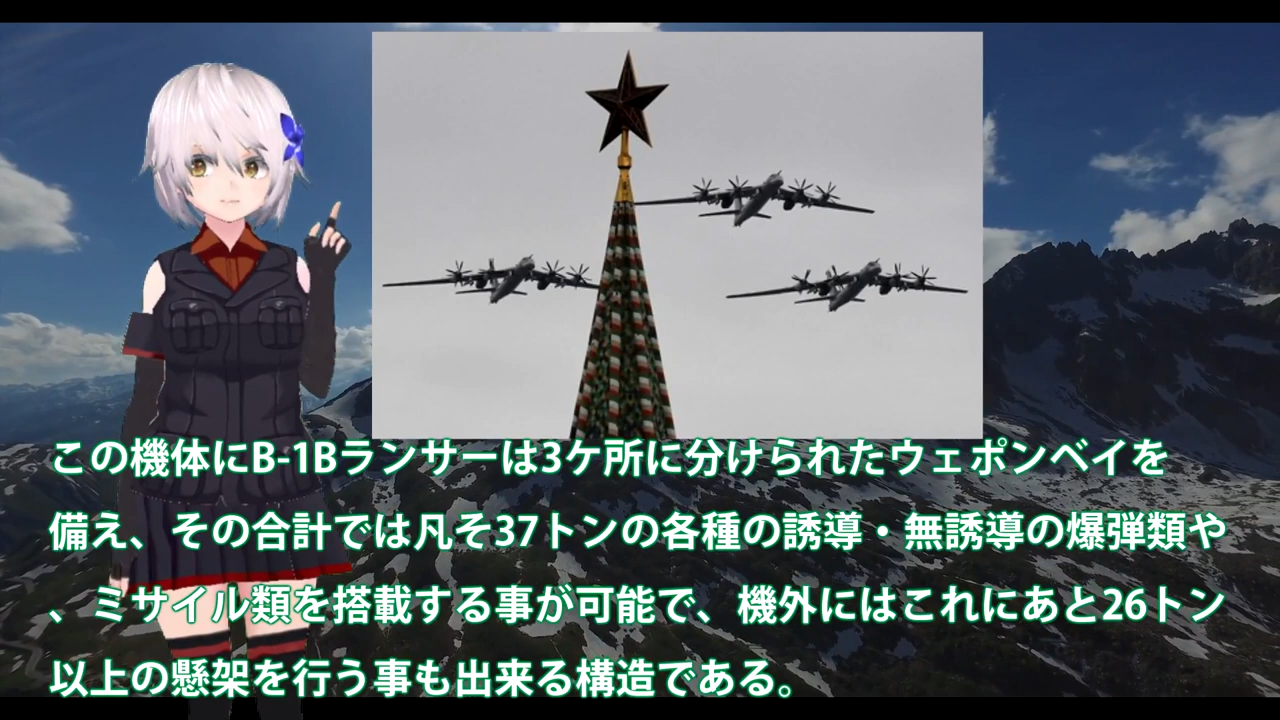 この機体にB-1Bランサーは3ケ所に分けられたウェポンベイを
備え、その合計では凡そ37トンの各種の誘導・無誘導の爆弾類や
、ミサイル類を搭載する事が可能で、機外にはこれにあと26トン
以上の懸架を行う事も出来る構造である。